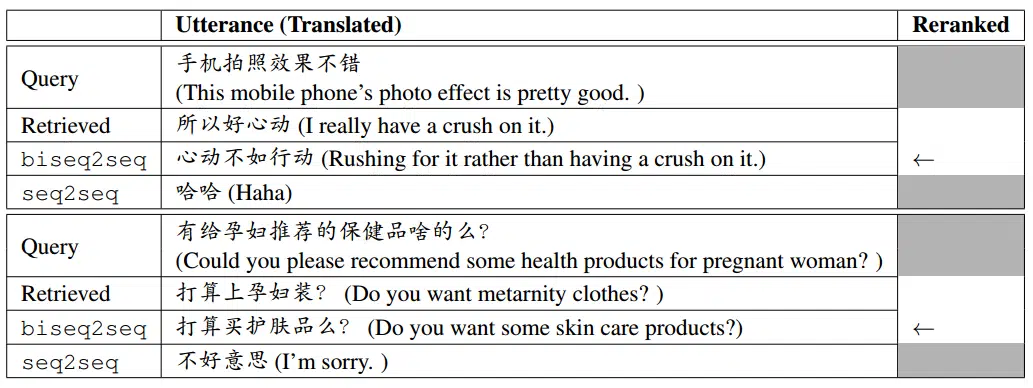 Utterance (Translated) Reranked
Query 手机拍照效果不错
(This mobile phone's photo effect is pretty good. )
Retrieved 所以好心动 (I really have a crush on it.)
biseq2seq 心动不如行动 (Rushing for it rather than having a crush on it.) ←
seq2seq 哈哈 (Haha)
Query 有给孕妇推荐的保健品啥的么?
(Could you please recommend some health products for pregnant woman? )
Retrieved 打算上孕妇装? (Do you want metarnity clothes? )
biseq2seq 打算买护肤品么? (Do you want some skin care products?) ←
seq2seq 不好意思 (I'm sorry. )